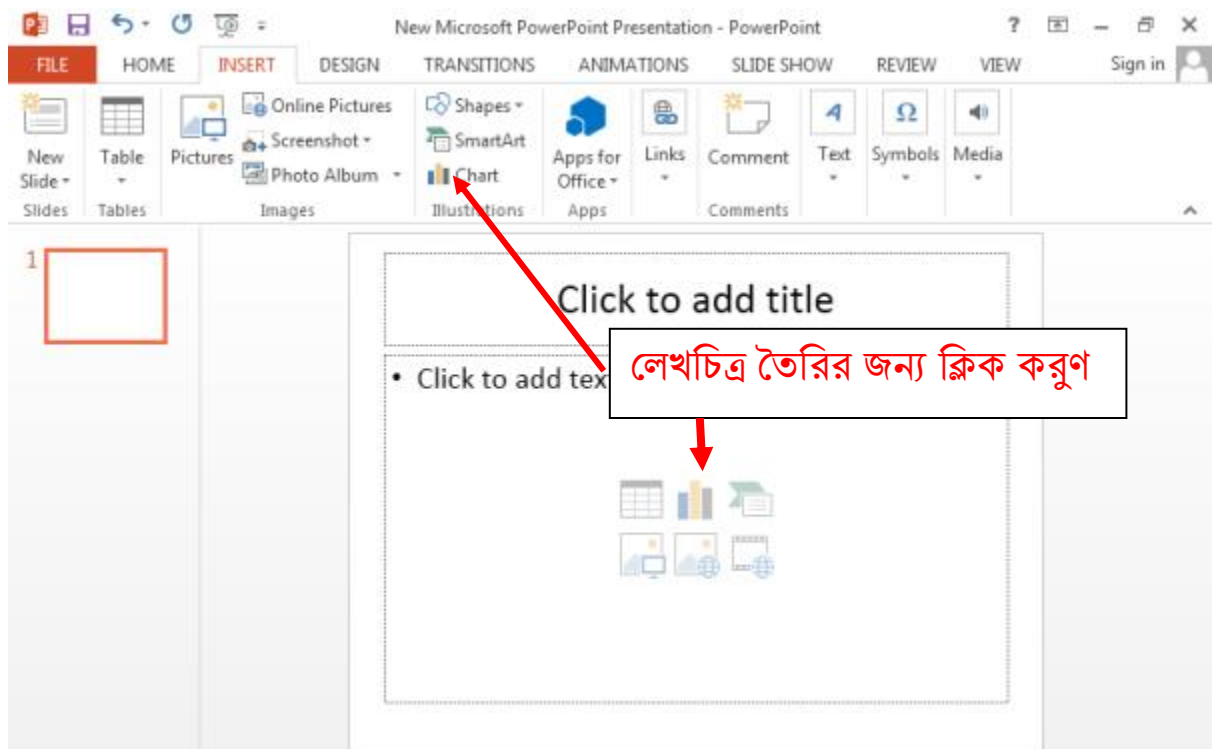 New Microsoft PowerPoint Presentation - PowerPoint ?
FILE HOME INSERT DESIGN TRANSITIONS ANIMATIONS SLIDE SHOW REVIEW VIEW Sign in
Online Pictures Shapes
Screenshot SmartArt
New Slide Table Pictures Photo Album Chart Apps for Office Links Comment Text Symbols Media
Slides Tables Images Illustrations Apps Comments
1
Click to add title
লেখচিত্র তৈরির জন্য ক্লিক করুণ
• Click to add tex